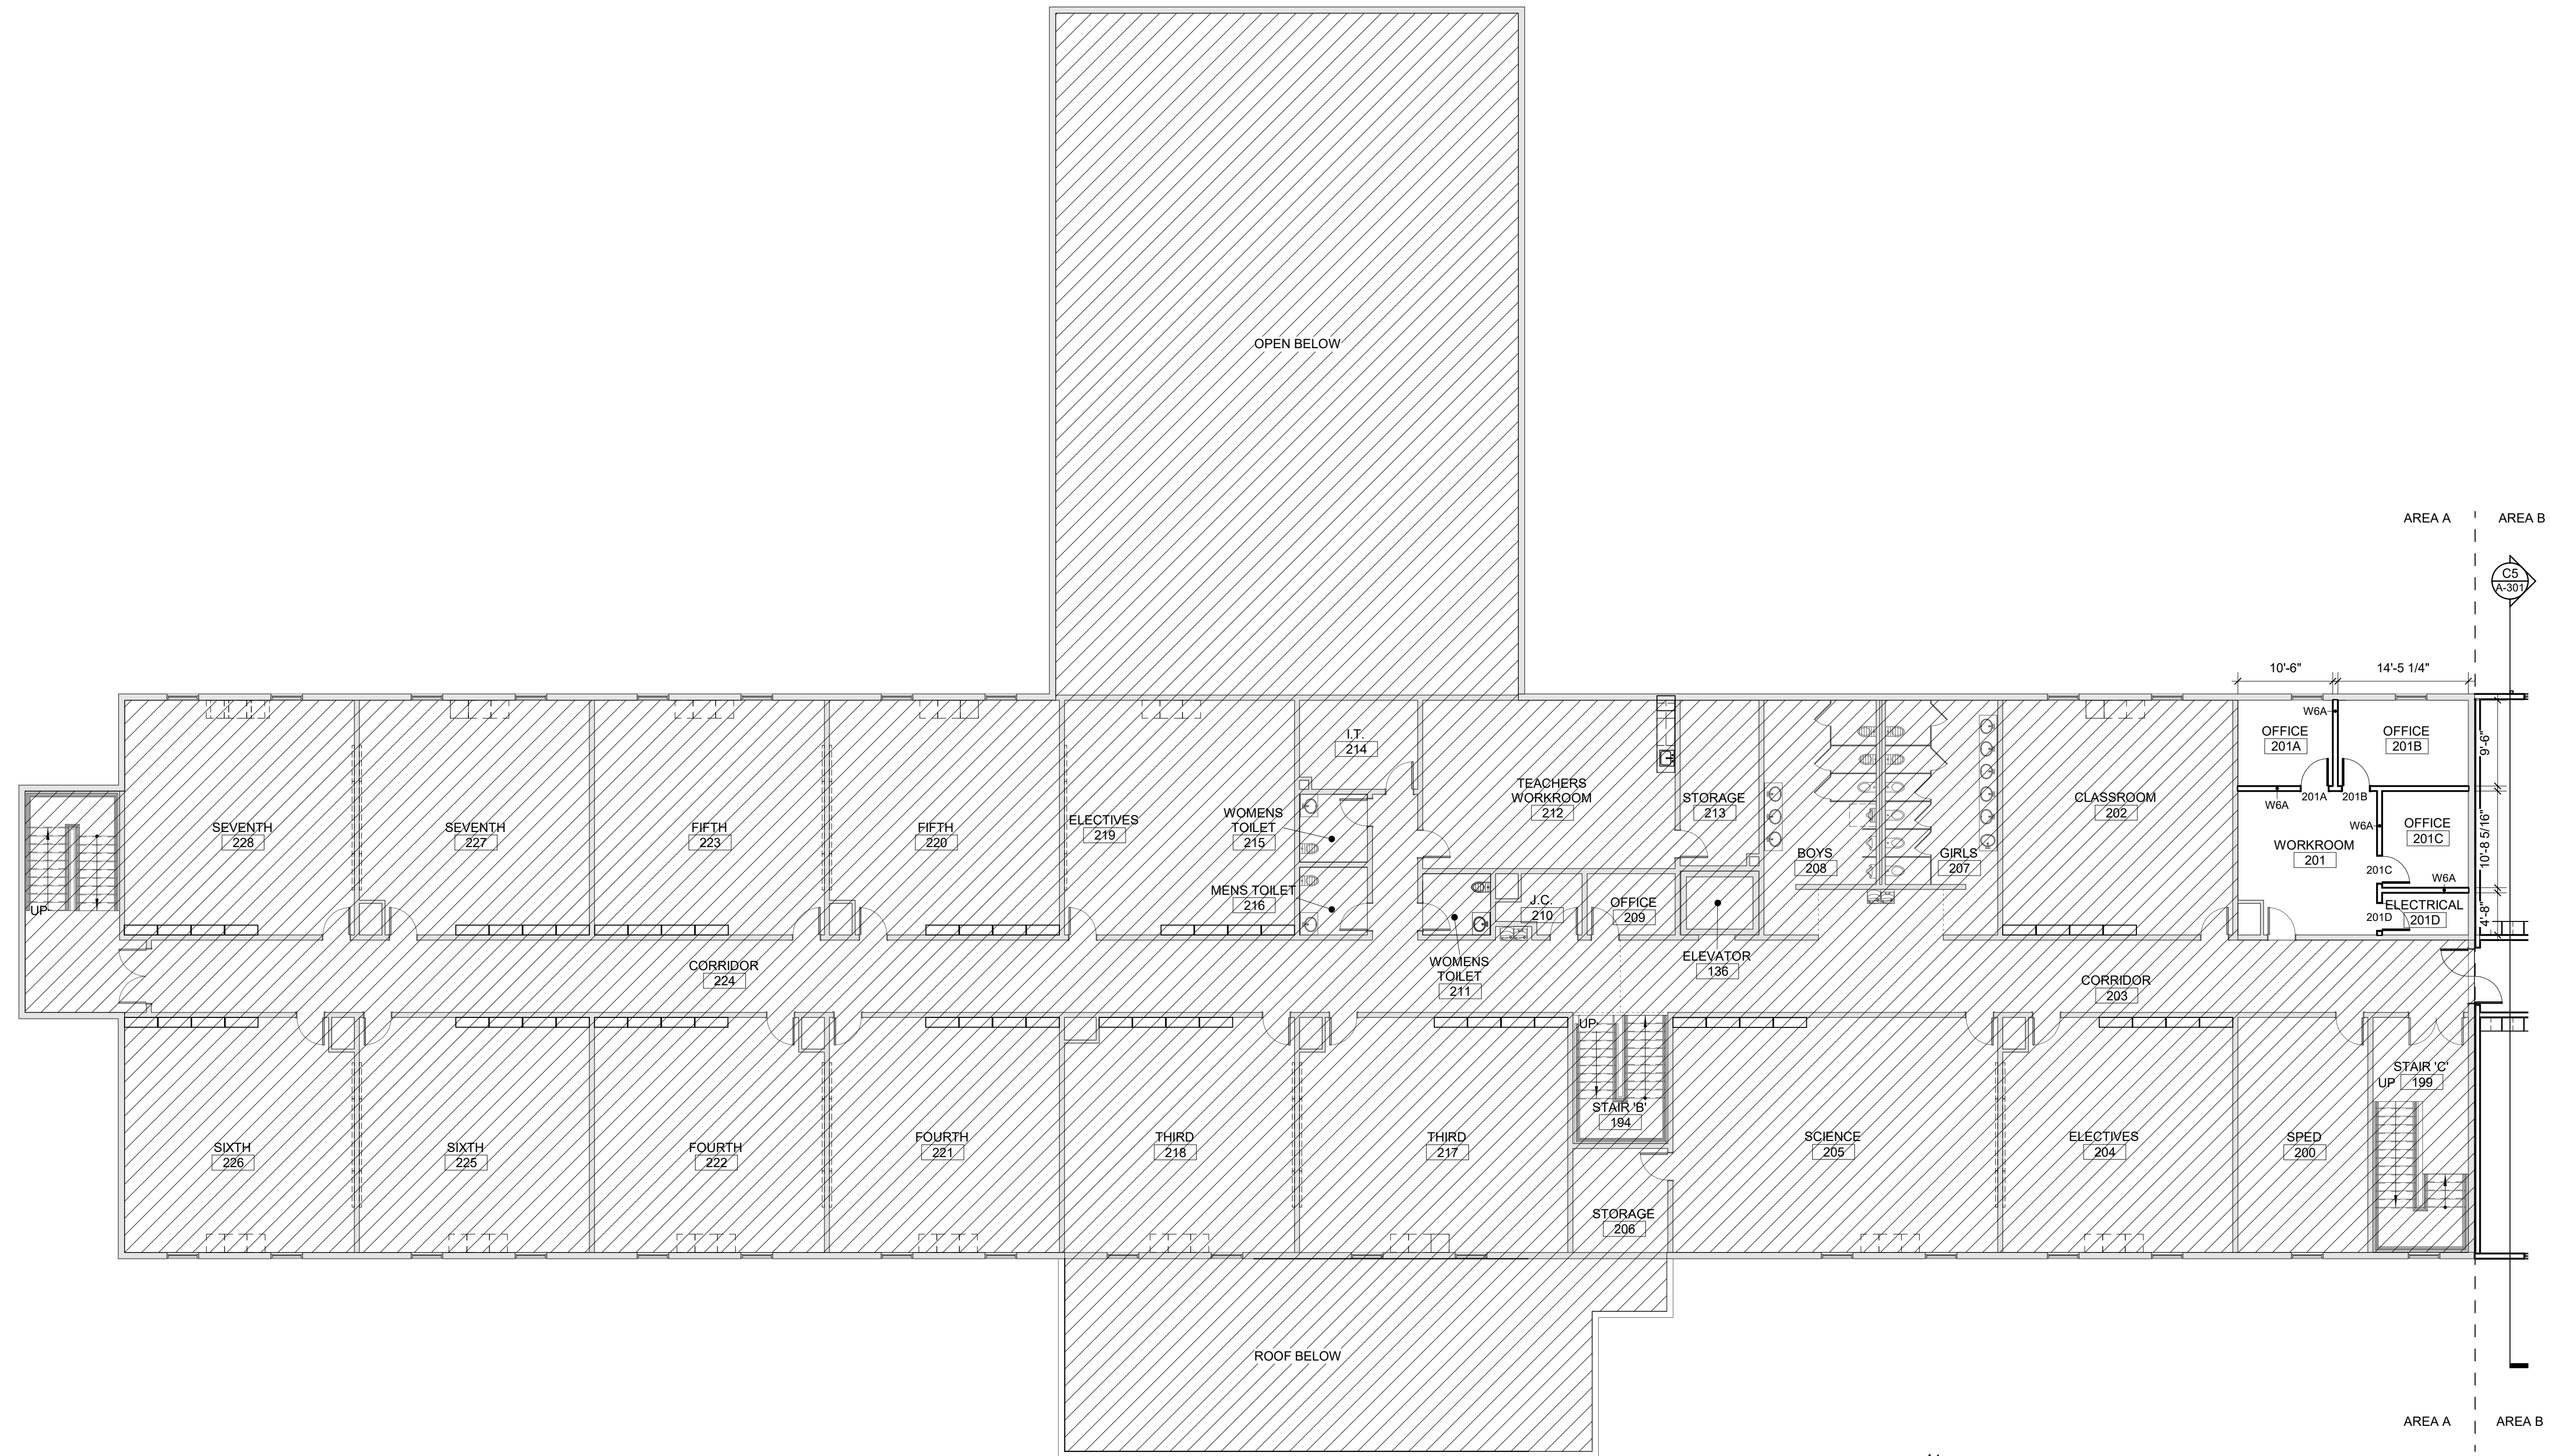 OPEN BELOW
AREA A
AREA B
C5
A-301
10'-6"
14'-5 1/4"
W6A
OFFICE
201A
OFFICE
201B
9'-6"
I.T.
214
TEACHERS
WORKROOM
212
STORAGE
213
CLASSROOM
202
W6A
201A
201B
ELECTIVES
219
WOMENS
TOILET
215
SEVENTH
228
SEVENTH
227
FIFTH
223
FIFTH
220
BOYS
208
GIRLS
207
WORKROOM
201
W6A
OFFICE
201C
10'-8 5/16"
201C
W6A
MENS TOILET
216
J.C.
210
OFFICE
209
ELECTRICAL
201D
201D
4'-8"
UP
CORRIDOR
224
WOMENS
TOILET
211
ELEVATOR
136
CORRIDOR
203
UP
STAIR 'C'
199
UP
STAIR 'B'
194
SIXTH
226
SIXTH
225
FOURTH
222
FOURTH
221
THIRD
218
THIRD
217
SCIENCE
205
ELECTIVES
204
SPED
200
STORAGE
206
ROOF BELOW
AREA A
AREA B